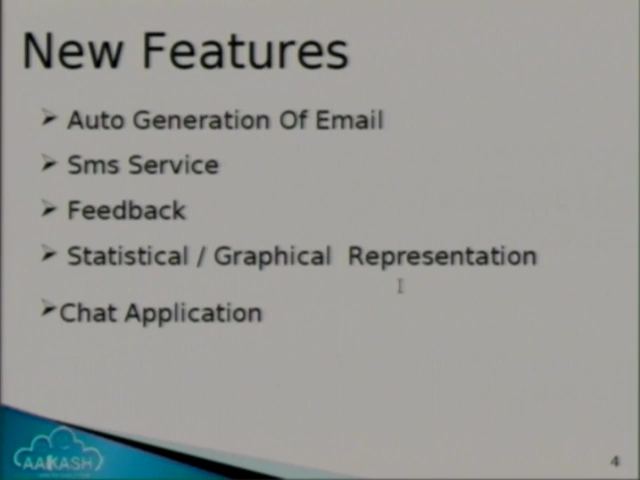 New Features
➢ Auto Generation Of Email
➢ Sms Service
➢ Feedback
➢ Statistical / Graphical Representation
➢Chat Application
AAKASH
4